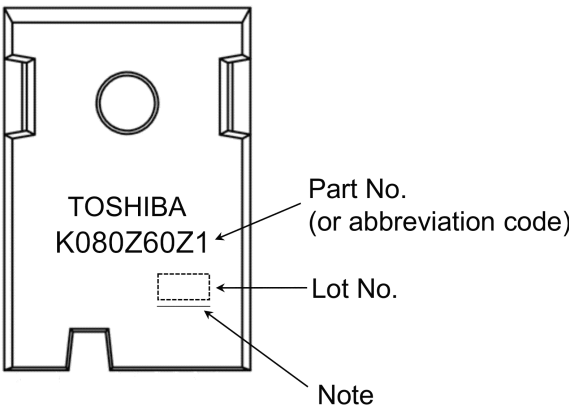 TOSHIBA
K080Z60Z1
Part No.
(or abbreviation code)
Lot No.
Note